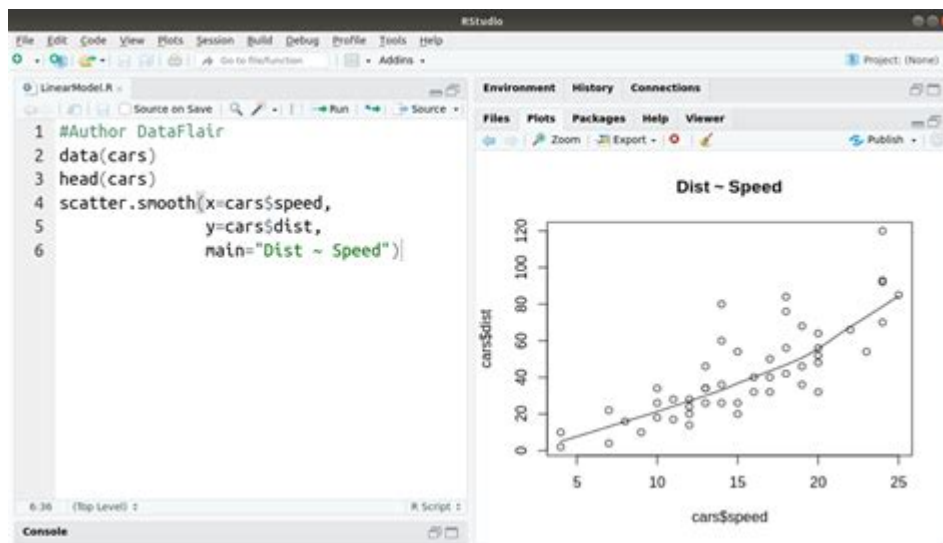 RStudio
File Edit Code View Plots Session Build Debug Profile Tools Help
Go to file/function Addins Project: (None)
LinearModel.R
Source on Save Run Source
1 #Author DataFlair
2 data(cars)
3 head(cars)
4 scatter.smooth(x=cars$speed,
5 y=cars$dist,
6 main="Dist ~ Speed")
6:36 (Top Level) R Script
Console
Environment History Connections
Files Plots Packages Help Viewer
Zoom Export Publish
Dist ~ Speed
cars$dist
120
100
80
60
40
20
0
5 10 15 20 25
cars$speed